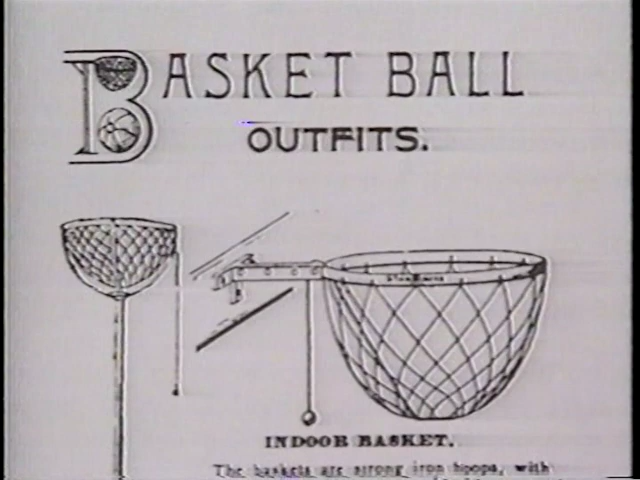 BASKET BALL
OUTFITS.
INDOOR BASKET.
The baskets are strong iron hoops, with